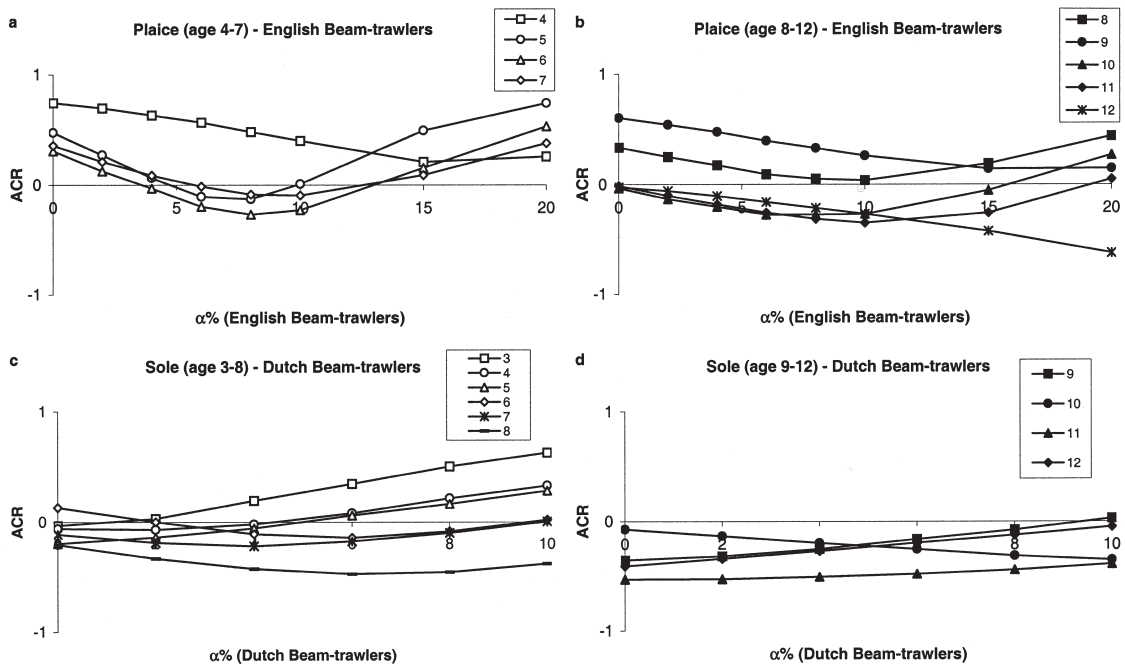 a
Plaice (age 4-7) - English Beam-trawlers
4
5
6
7
1
0
-1
ACR
0
5
10
15
20
α% (English Beam-trawlers)
b
Plaice (age 8-12) - English Beam-trawlers
8
9
10
11
12
1
0
-1
ACR
0
5
10
15
20
α% (English Beam-trawlers)
c
Sole (age 3-8) - Dutch Beam-trawlers
3
4
5
6
7
8
1
0
-1
ACR
8
10
α% (Dutch Beam-trawlers)
d
Sole (age 9-12) - Dutch Beam-trawlers
9
10
11
12
1
0
-1
ACR
0
2
8
10
α% (Dutch Beam-trawlers)